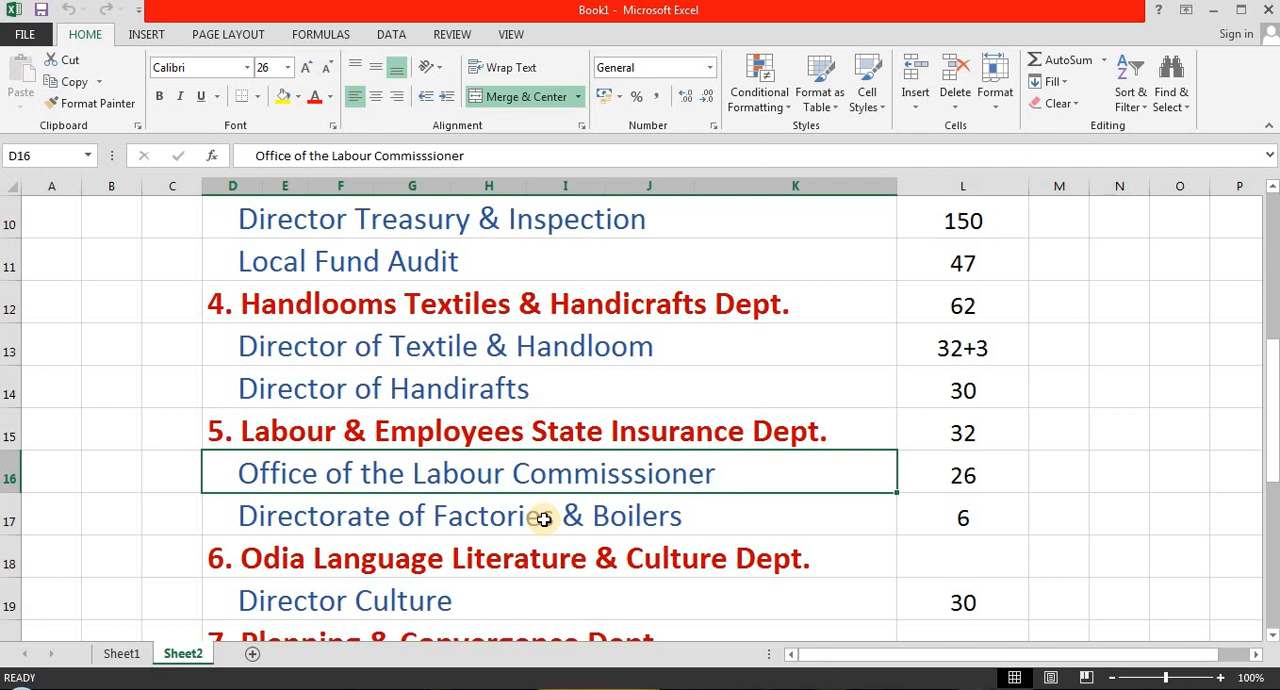 Book1 - Microsoft Excel
?
FILE HOME INSERT PAGE LAYOUT FORMULAS DATA REVIEW VIEW Sign in
Paste
Cut
Copy
Format Painter
Clipboard
Calibri 26
B I U
Font
Wrap Text
Merge & Center
Alignment
General
%
Number
Conditional Formatting
Format as Table
Cell Styles
Styles
Insert Delete Format
Cells
AutoSum
Fill
Clear
Sort & Filter
Find & Select
Editing
D16 fx Office of the Labour Commisssioner
A B C D E F G H I J K L M N O P
10 Director Treasury & Inspection 150
11 Local Fund Audit 47
12 4. Handlooms Textiles & Handicrafts Dept. 62
13 Director of Textile & Handloom 32+3
14 Director of Handirafts 30
15 5. Labour & Employees State Insurance Dept. 32
16 Office of the Labour Commisssioner 26
17 Directorate of Factories & Boilers 6
18 6. Odia Language Literature & Culture Dept.
19 Director Culture 30
7. Planning & Convergence Dept.
Sheet1 Sheet2
READY 100%